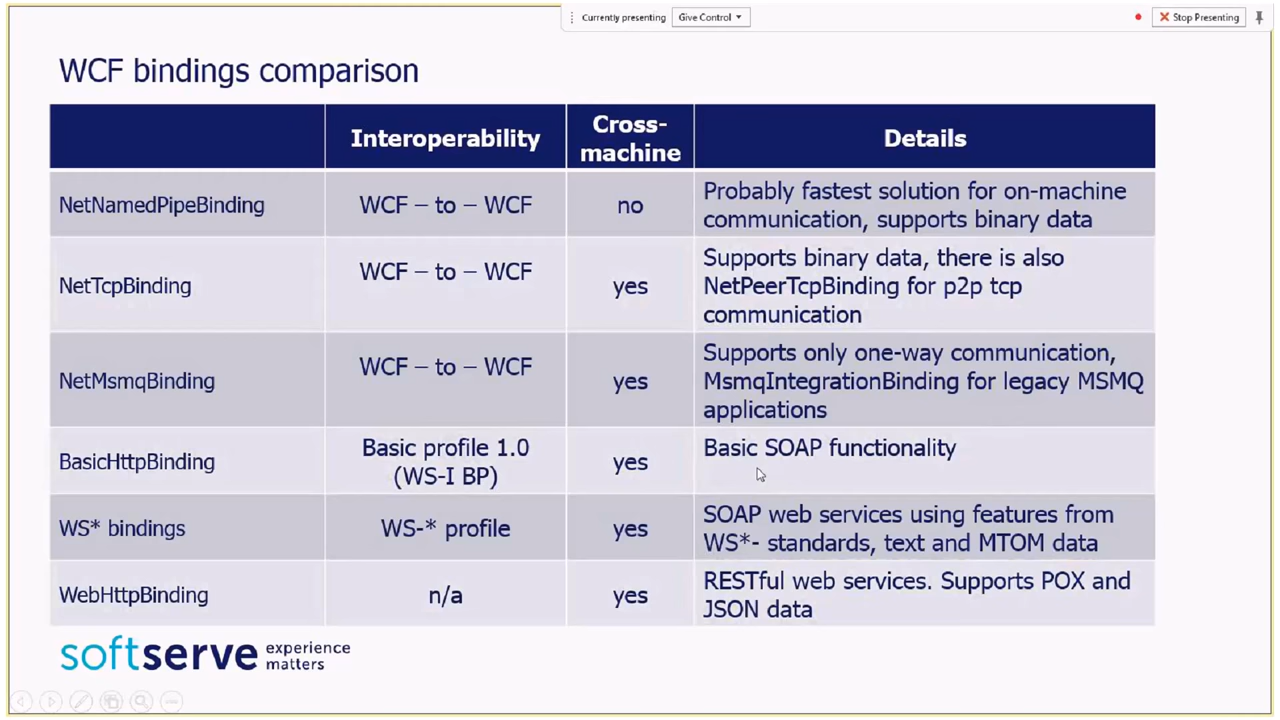 Currently presenting
Give Control
Stop Presenting
WCF bindings comparison
Interoperability
Cross-
machine
Details
NetNamedPipeBinding
WCF – to – WCF
no
Probably fastest solution for on-machine
communication, supports binary data
NetTcpBinding
WCF – to – WCF
yes
Supports binary data, there is also
NetPeerTcpBinding for p2p tcp
communication
NetMsmqBinding
WCF – to – WCF
yes
Supports only one-way communication,
MsmqIntegrationBinding for legacy MSMQ
applications
BasicHttpBinding
Basic profile 1.0
(WS-I BP)
yes
Basic SOAP functionality
WS* bindings
WS-* profile
yes
SOAP web services using features from
WS*- standards, text and MTOM data
WebHttpBinding
n/a
yes
RESTful web services. Supports POX and
JSON data
softserve
experience
matters